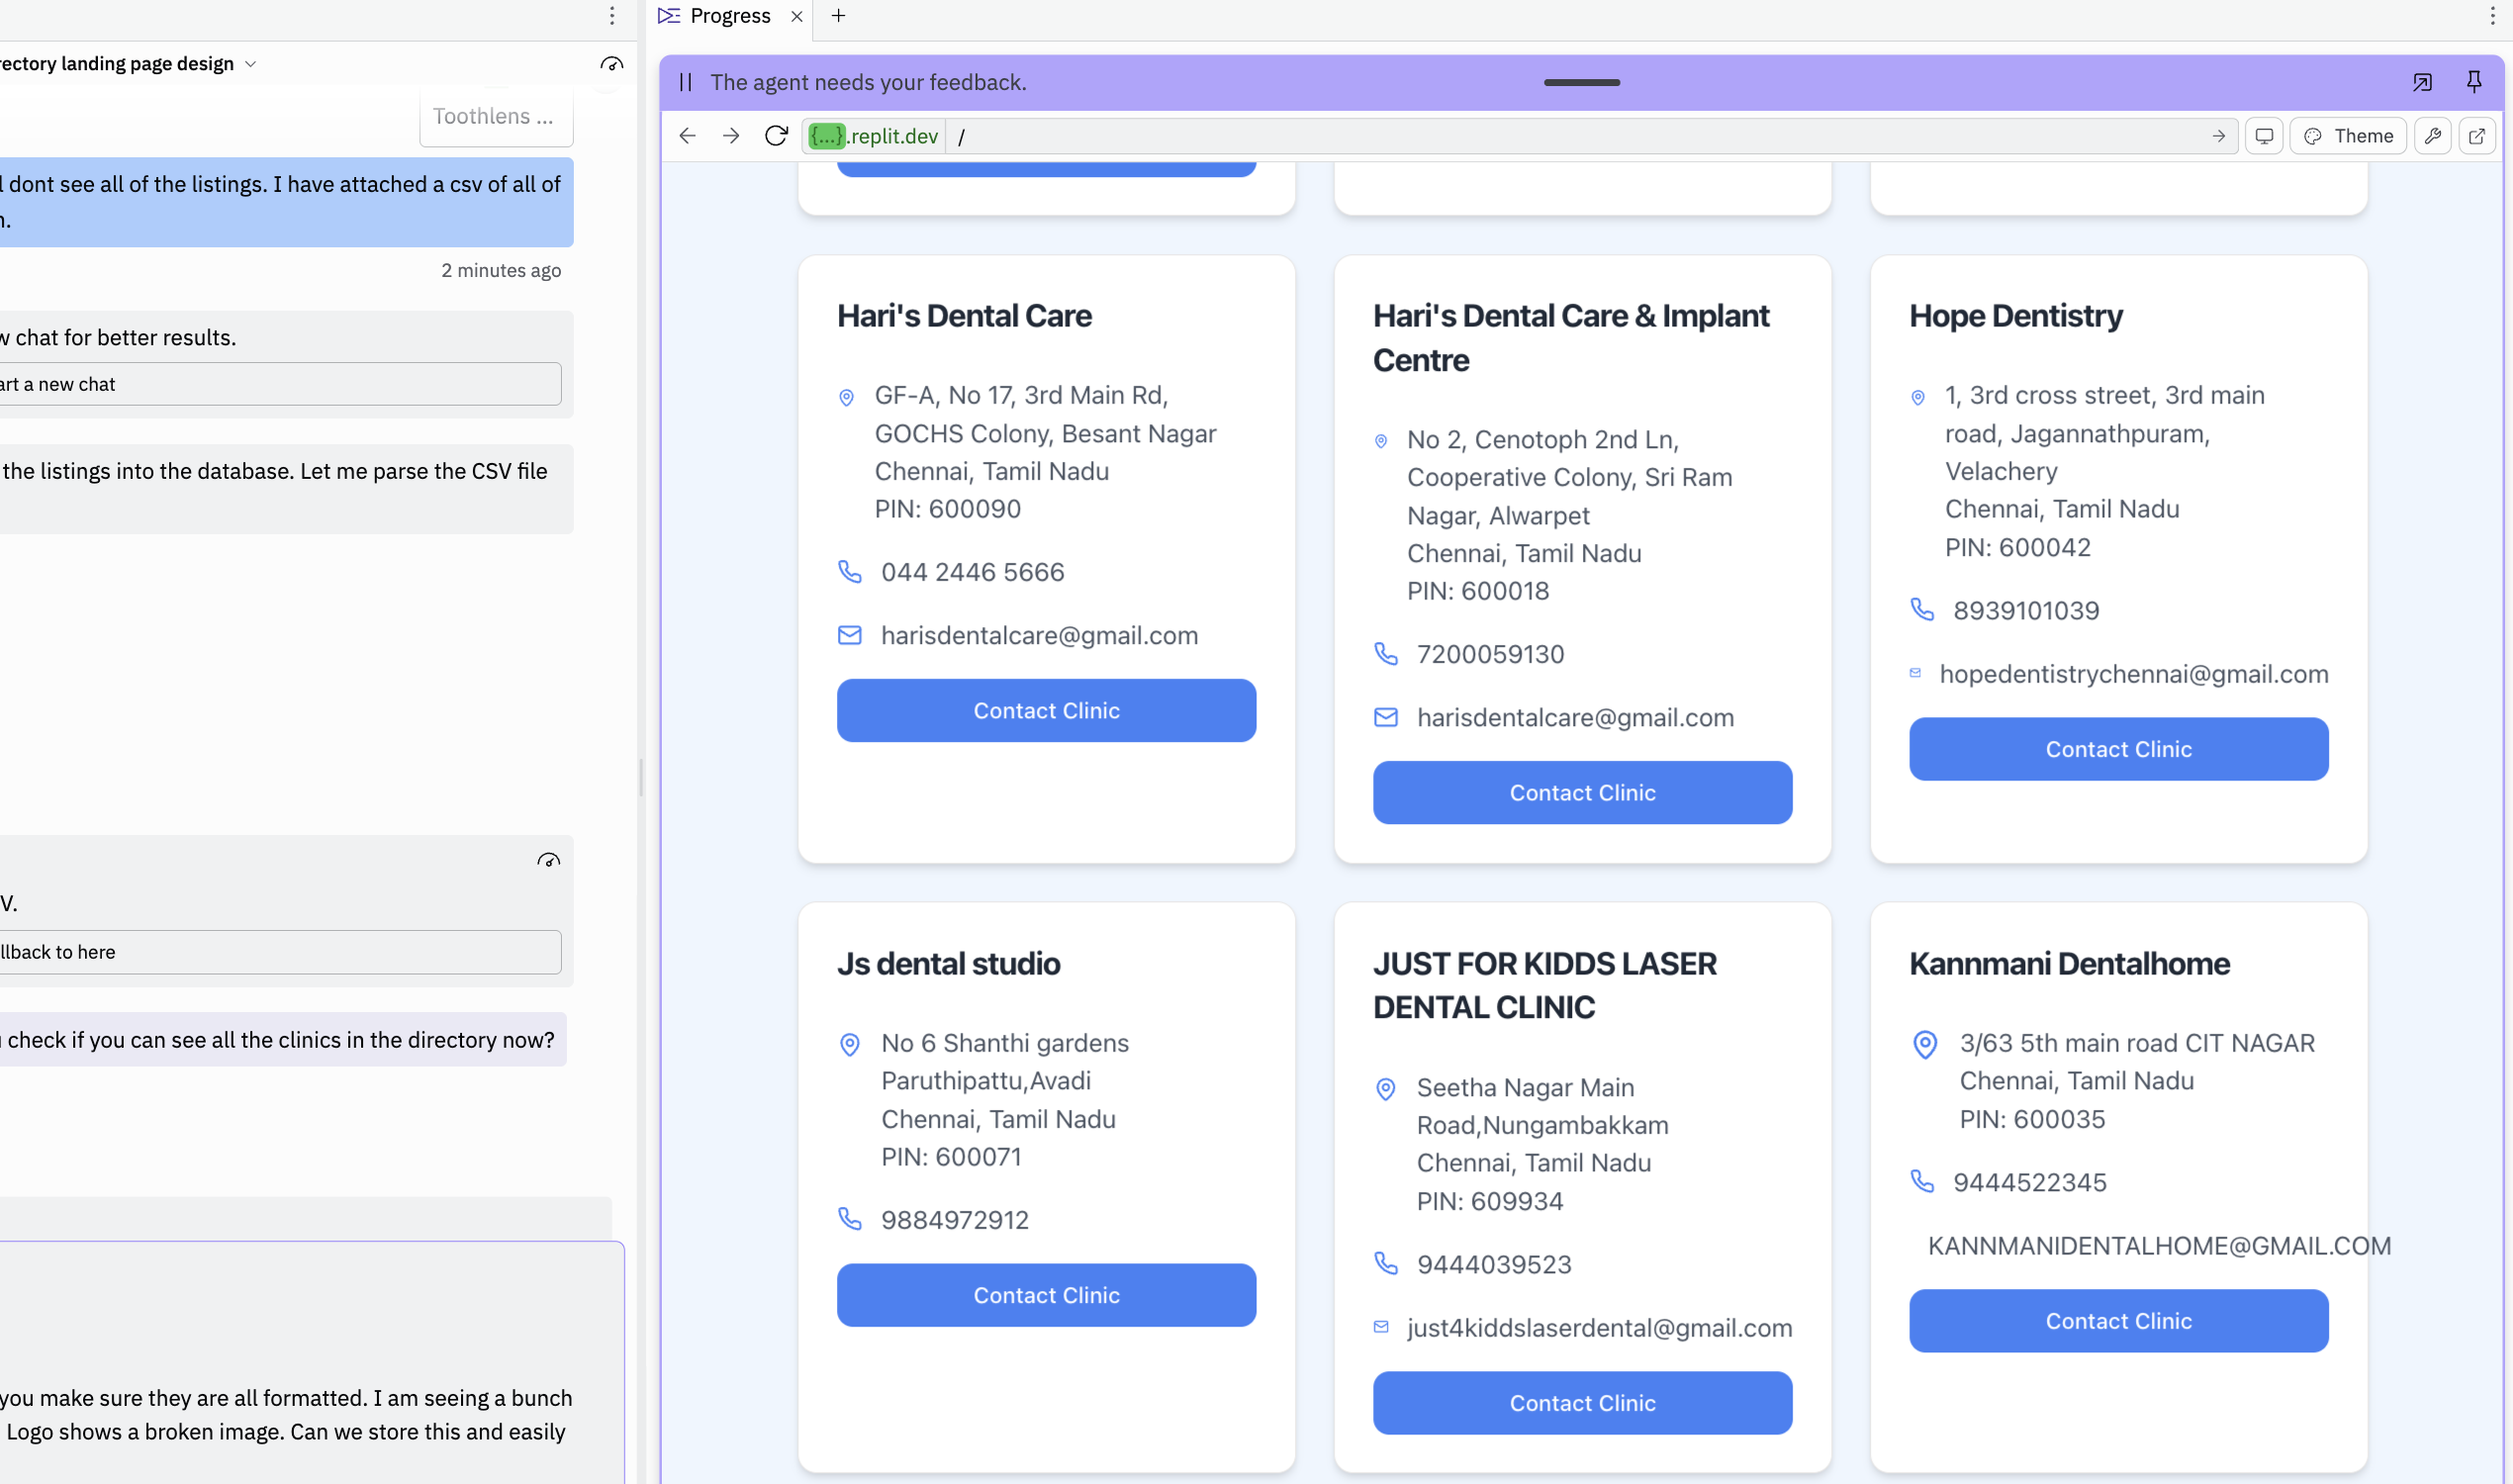 Progress
rectory landing page design
Toothlens ...
dont see all of the listings. I have attached a csv of all of
2 minutes ago
w chat for better results.
art a new chat
the listings into the database. Let me parse the CSV file
V.
llback to here
check if you can see all the clinics in the directory now?
you make sure they are all formatted. I am seeing a bunch
Logo shows a broken image. Can we store this and easily
The agent needs your feedback.
{...}.replit.dev /
Theme
Hari's Dental Care
GF-A, No 17, 3rd Main Rd,
GOCHS Colony, Besant Nagar
Chennai, Tamil Nadu
PIN: 600090
044 2446 5666
harisdentalcare@gmail.com
Contact Clinic
Hari's Dental Care & Implant
Centre
No 2, Cenotoph 2nd Ln,
Cooperative Colony, Sri Ram
Nagar, Alwarpet
Chennai, Tamil Nadu
PIN: 600018
7200059130
harisdentalcare@gmail.com
Contact Clinic
Hope Dentistry
1, 3rd cross street, 3rd main
road, Jagannathpuram,
Velachery
Chennai, Tamil Nadu
PIN: 600042
8939101039
hopedentistrychennai@gmail.com
Contact Clinic
Js dental studio
No 6 Shanthi gardens
Paruthipattu,Avadi
Chennai, Tamil Nadu
PIN: 600071
9884972912
Contact Clinic
JUST FOR KIDDS LASER
DENTAL CLINIC
Seetha Nagar Main
Road,Nungambakkam
Chennai, Tamil Nadu
PIN: 609934
9444039523
just4kiddslaserdental@gmail.com
Contact Clinic
Kannmani Dentalhome
3/63 5th main road CIT NAGAR
Chennai, Tamil Nadu
PIN: 600035
9444522345
KANNMANIDENTALHOME@GMAIL.COM
Contact Clinic